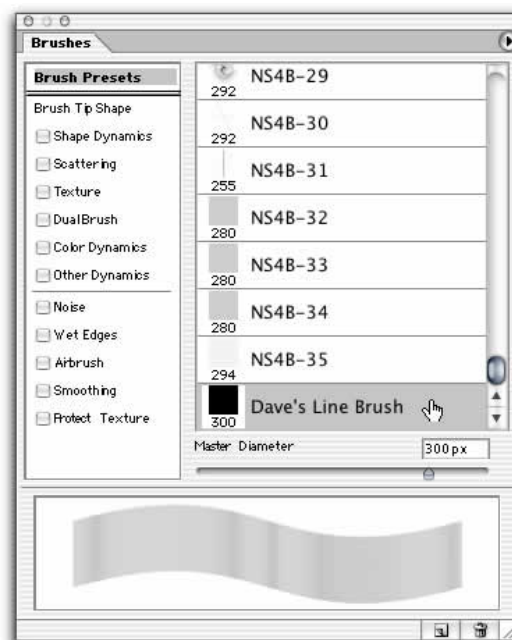 Brushes
Brush Presets
Brush Tip Shape
Shape Dynamics
Scattering
Texture
Dual Brush
Color Dynamics
Other Dynamics
Noise
Wet Edges
Airbrush
Smoothing
Protect Texture
NS4B-29
292
NS4B-30
292
NS4B-31
255
NS4B-32
280
NS4B-33
280
NS4B-34
280
NS4B-35
294
Dave's Line Brush
300
Master Diameter
300 px